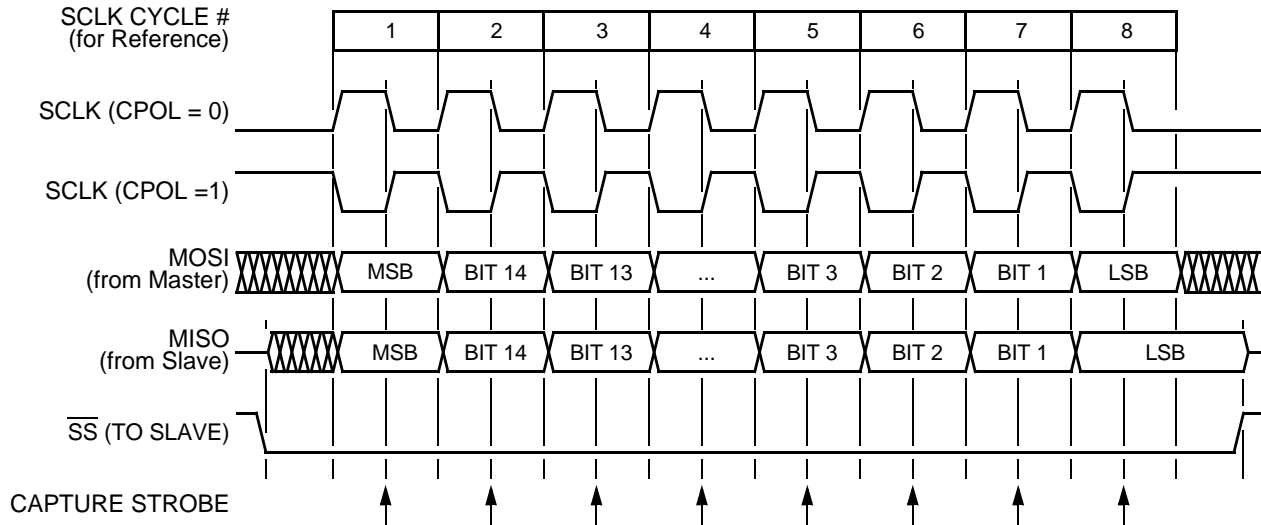 SCLK CYCLE #
(for Reference)
1 2 3 4 5 6 7 8
SCLK (CPOL = 0)
SCLK (CPOL =1)
MOSI
(from Master)
MSB BIT 14 BIT 13 ... BIT 3 BIT 2 BIT 1 LSB
MISO
(from Slave)
MSB BIT 14 BIT 13 ... BIT 3 BIT 2 BIT 1 LSB
SS (TO SLAVE)
CAPTURE STROBE